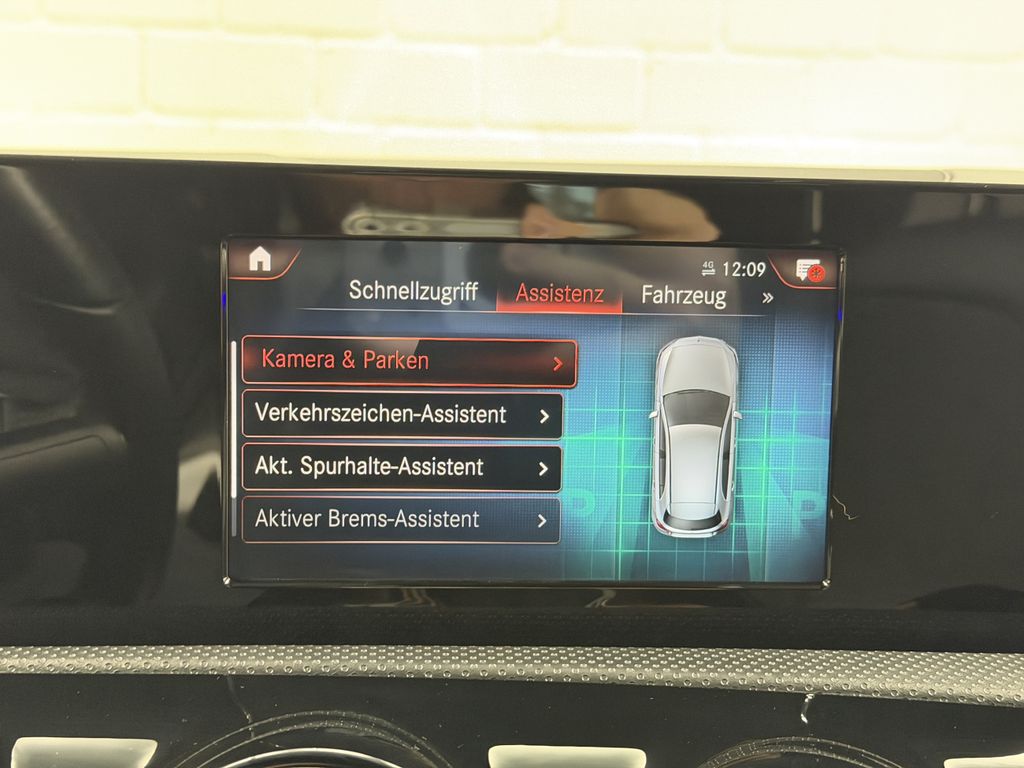 4G 12:09
Schnellzugriff Assistenz Fahrzeug »
Kamera & Parken
Verkehrszeichen-Assistent
Akt. Spurhalte-Assistent
Aktiver Brems-Assistent
P P